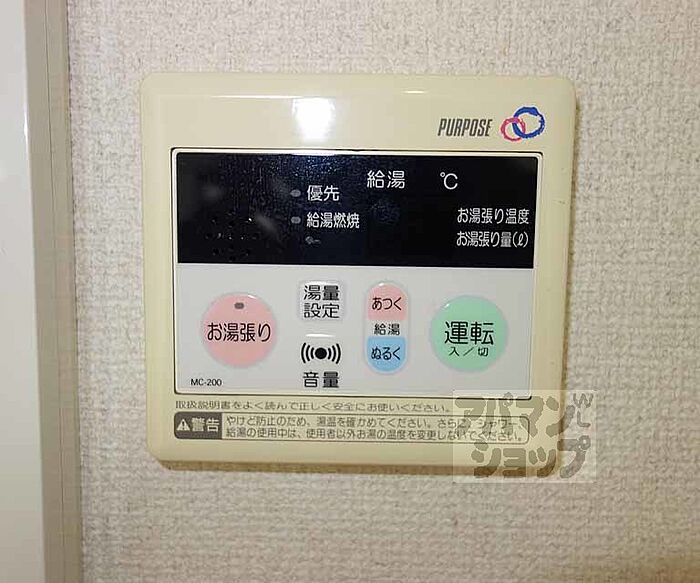 PURPOSE
給湯 ℃
優先
給湯燃焼
お湯張り温度
お湯張り量(ℓ)
お湯張り
湯量
設定
音量
あつく
給湯
ぬるく
運転
入／切
MC-200
取扱説明書をよく読んで正しく安全にお使いください。
警告
やけど防止のため、湯温を確かめてください。さらに、シャワー、
給湯の使用中は、使用者以外お湯の温度を変更しないでください。
アパマン
ショップ